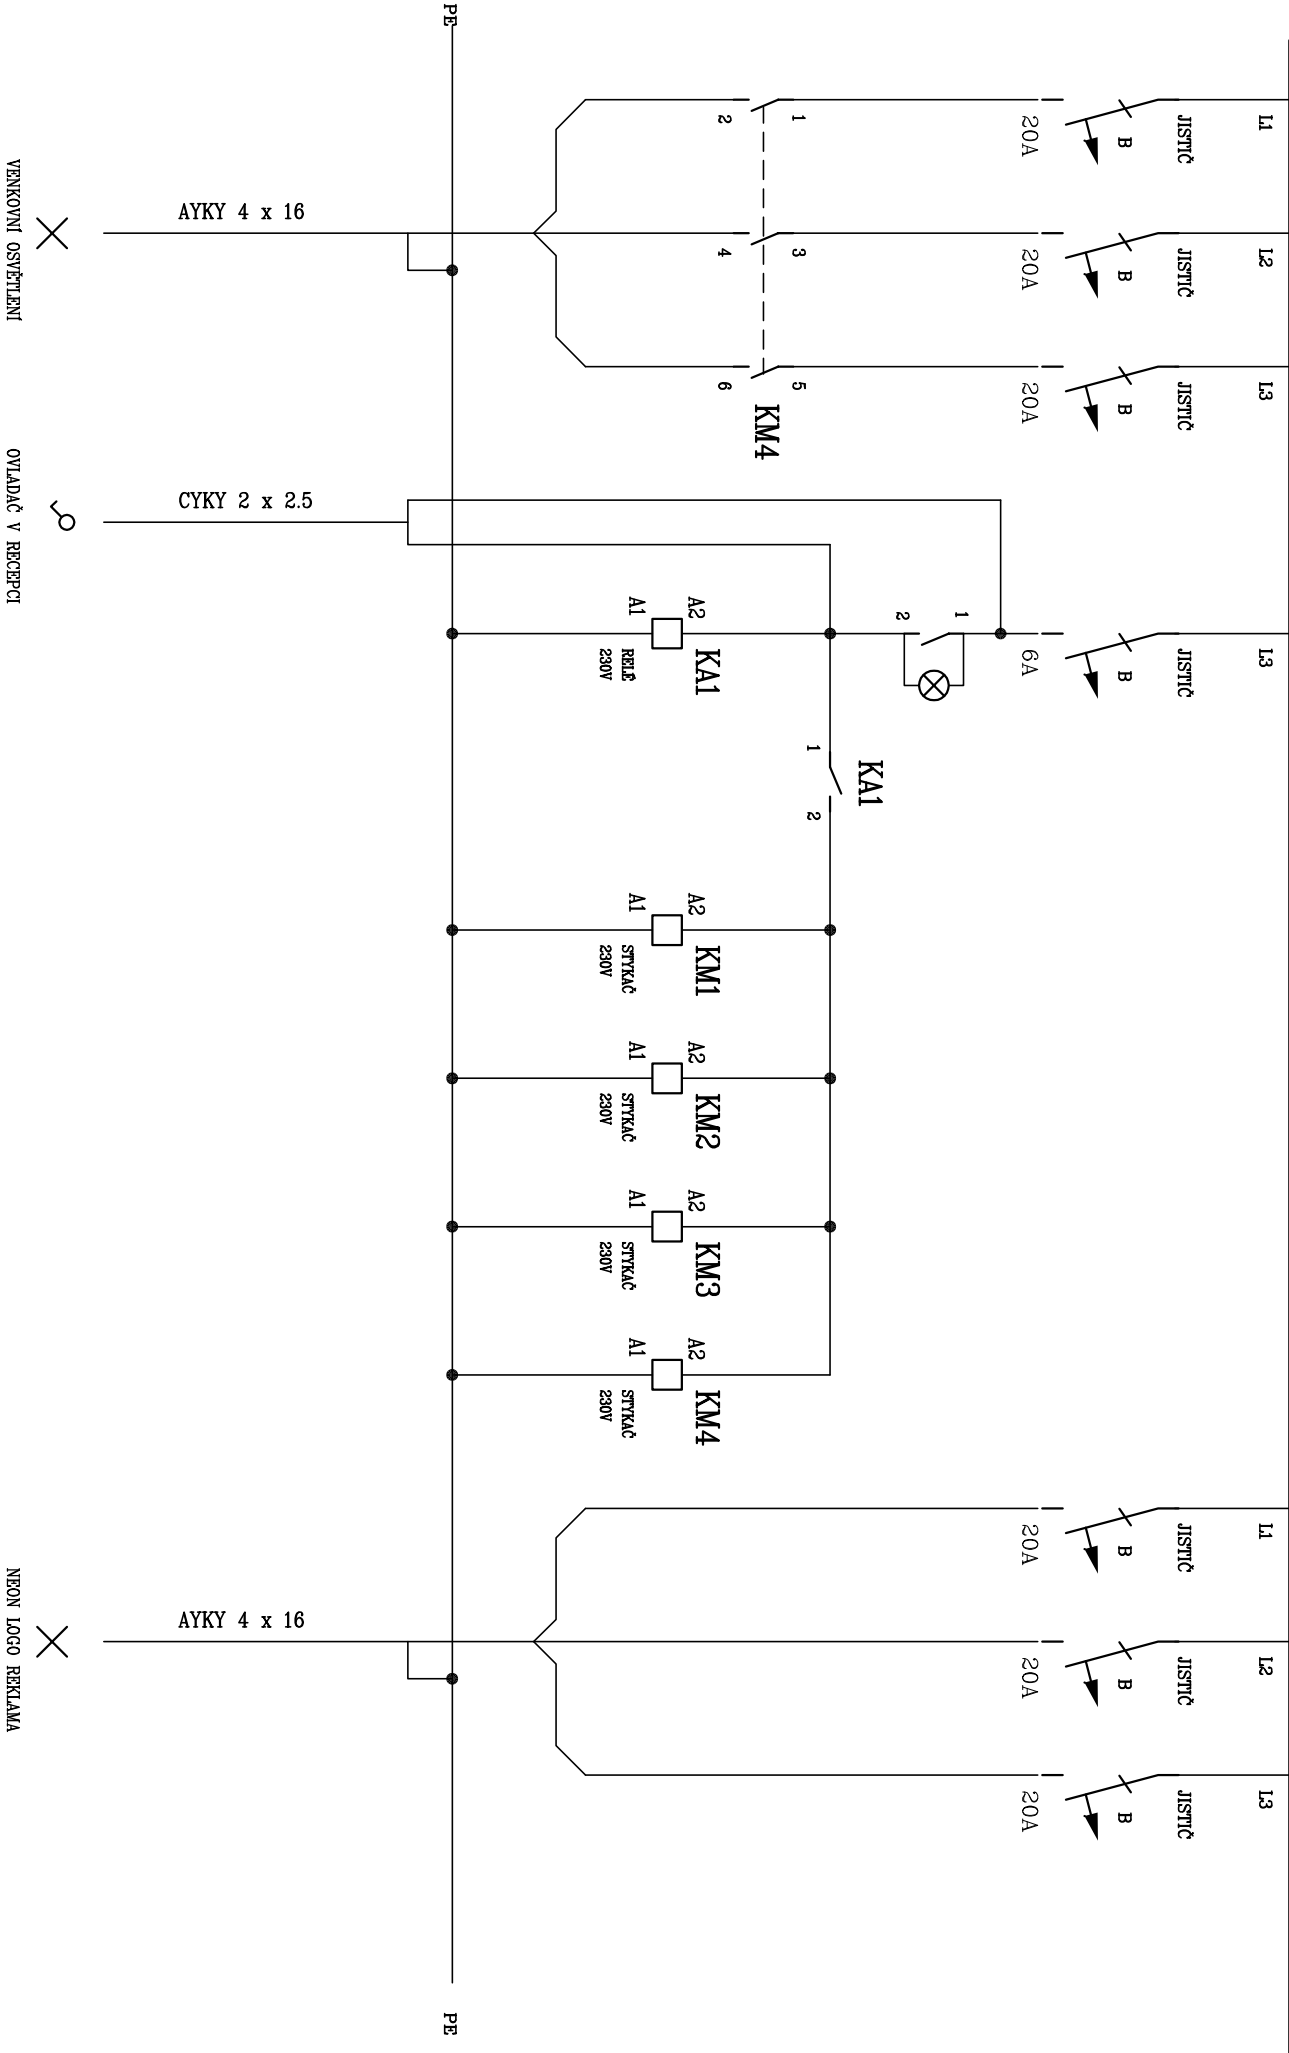 L1
JISTIČ
B
20A
L2
JISTIČ
B
20A
L3
JISTIČ
B
20A
L3
JISTIČ
B
6A
L1
JISTIČ
B
20A
L2
JISTIČ
B
20A
L3
JISTIČ
B
20A
1
2
3
4
5
6
KM4
1
2
KA1
1
2
A2
KA1
A1
RELÉ
230V
A2
KM1
A1
STYKAČ
230V
A2
KM2
A1
STYKAČ
230V
A2
KM3
A1
STYKAČ
230V
A2
KM4
A1
STYKAČ
230V
PE
PE
AYKY 4 x 16
CYKY 2 x 2.5
AYKY 4 x 16
VENKOVNÍ OSVĚTLENÍ
OVLADAČ V RECEPCI
NEON LOGO REKLAMA